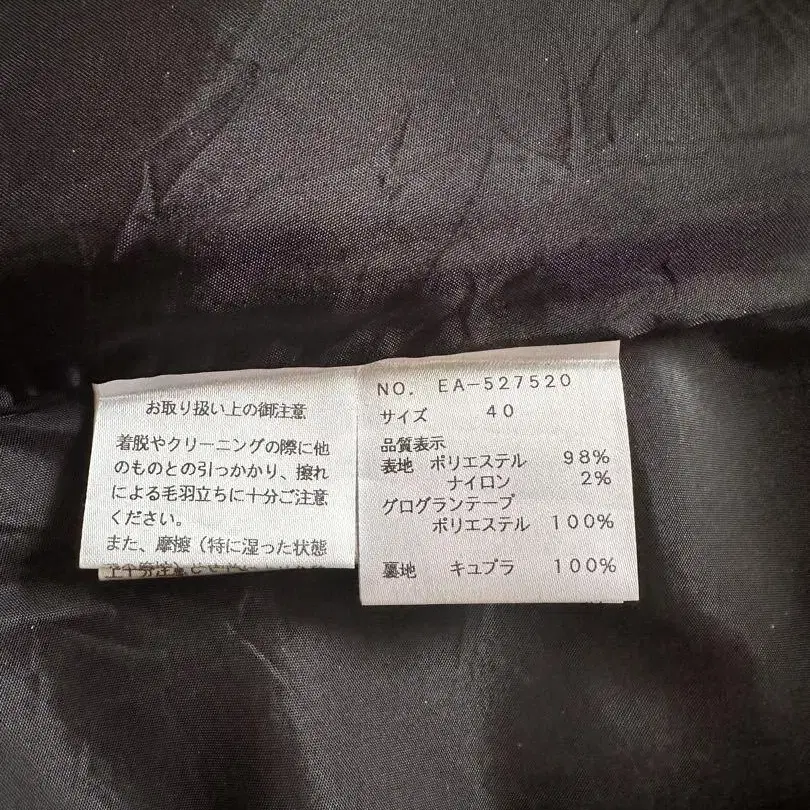 お取り扱い上の御注意
着脱やクリーニングの際に他
のものとの引っかかり、擦れ
による毛羽立ちに十分ご注意
ください。
また、摩擦（特に湿った状態
NO. EA-527520
サイズ 40
品質表示
表地 ポリエステル 98%
ナイロン 2%
グログランテープ
ポリエステル 100%
裏地 キュプラ 100%